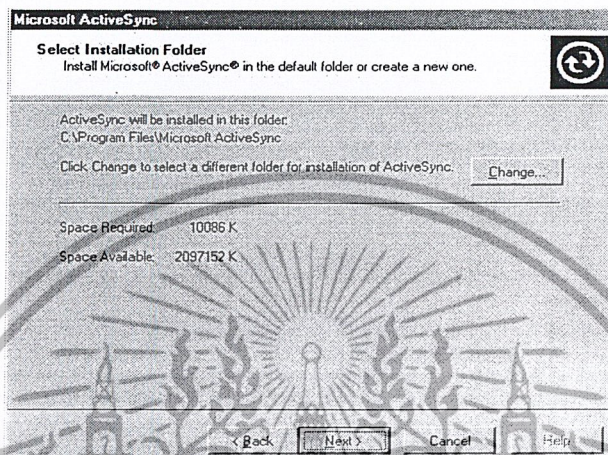 Microsoft ActiveSync
Select Installation Folder
Install Microsoft® ActiveSync® in the default folder or create a new one.
ActiveSync will be installed in this folder:
C:\Program Files\Microsoft ActiveSync
Click Change to select a different folder for installation of ActiveSync.
Change...
Space Required: 10086 K
Space Available: 2097152 K
< Back Next > Cancel Help